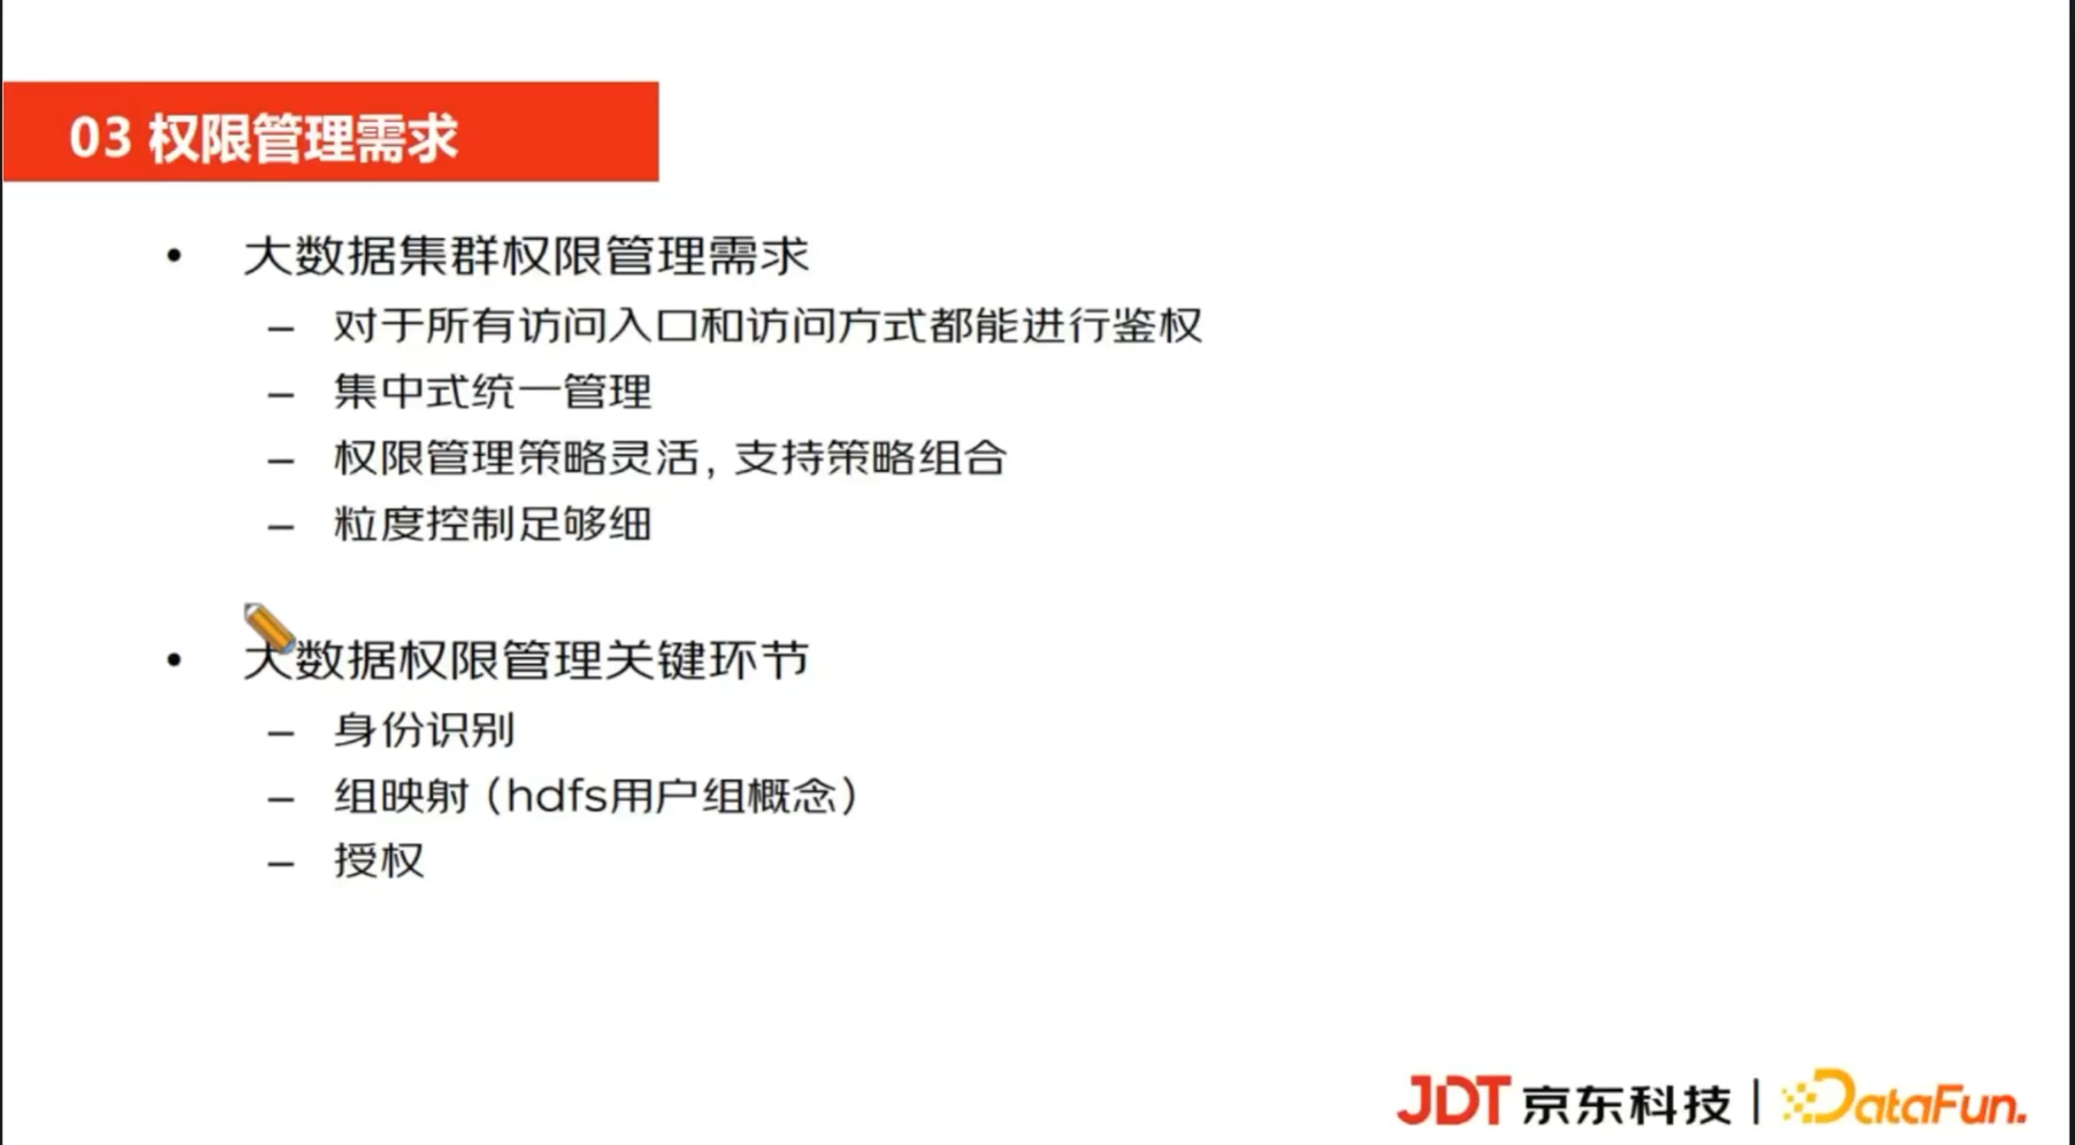 03 权限管理需求
• 大数据集群权限管理需求
– 对于所有访问入口和访问方式都能进行鉴权
– 集中式统一管理
– 权限管理策略灵活，支持策略组合
– 粒度控制足够细
• 大数据权限管理关键环节
– 身份识别
– 组映射（hdfs用户组概念）
– 授权
JDT 京东科技 | DataFun.